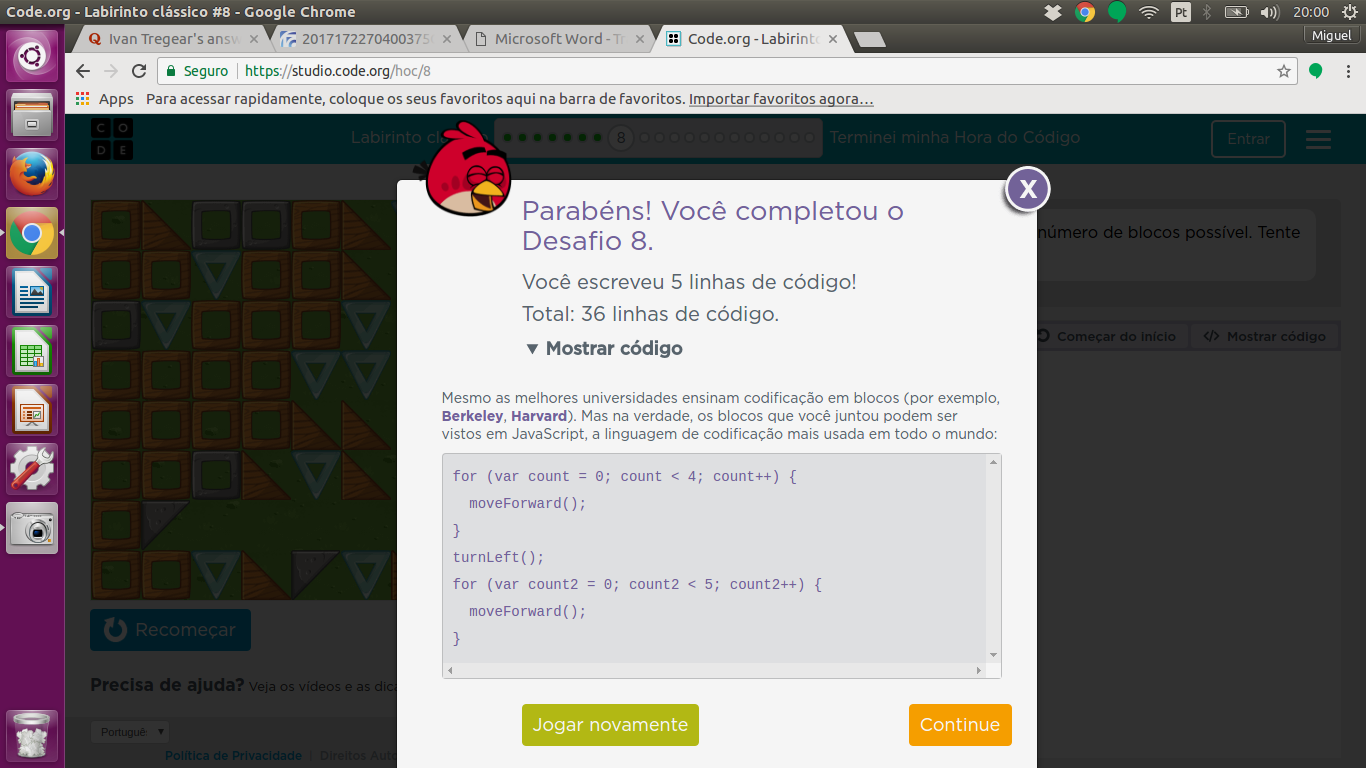 Code.org - Labirinto clássico #8 - Google Chrome
Pt
20:00
Ivan Tregear's answ
Microsoft Word - T
Code.org - Labirinto
Miguel
Seguro
https://studio.code.org/hoc/8
Apps
Para acessar rapidamente, coloque os seus favoritos aqui na barra de favoritos. Importar favoritos agora...
C O
D E
Labirinto clá
8
Terminei minha Hora do Código
Entrar
X
Parabéns! Você completou o
Desafio 8.
número de blocos possível. Tente
Você escreveu 5 linhas de código!
Total: 36 linhas de código.
Começar do início
Mostrar código
▼ Mostrar código
Mesmo as melhores universidades ensinam codificação em blocos (por exemplo,
Berkeley, Harvard). Mas na verdade, os blocos que você juntou podem ser
vistos em JavaScript, a linguagem de codificação mais usada em todo o mundo:
for (var count = 0; count < 4; count++) {
moveForward();
}
turnLeft();
for (var count2 = 0; count2 < 5; count2++) {
moveForward();
}
Recomeçar
Precisa de ajuda? Veja os vídeos e as dica
Jogar novamente
Continue
Portuguê
Política de Privacidade
Direitos Auto